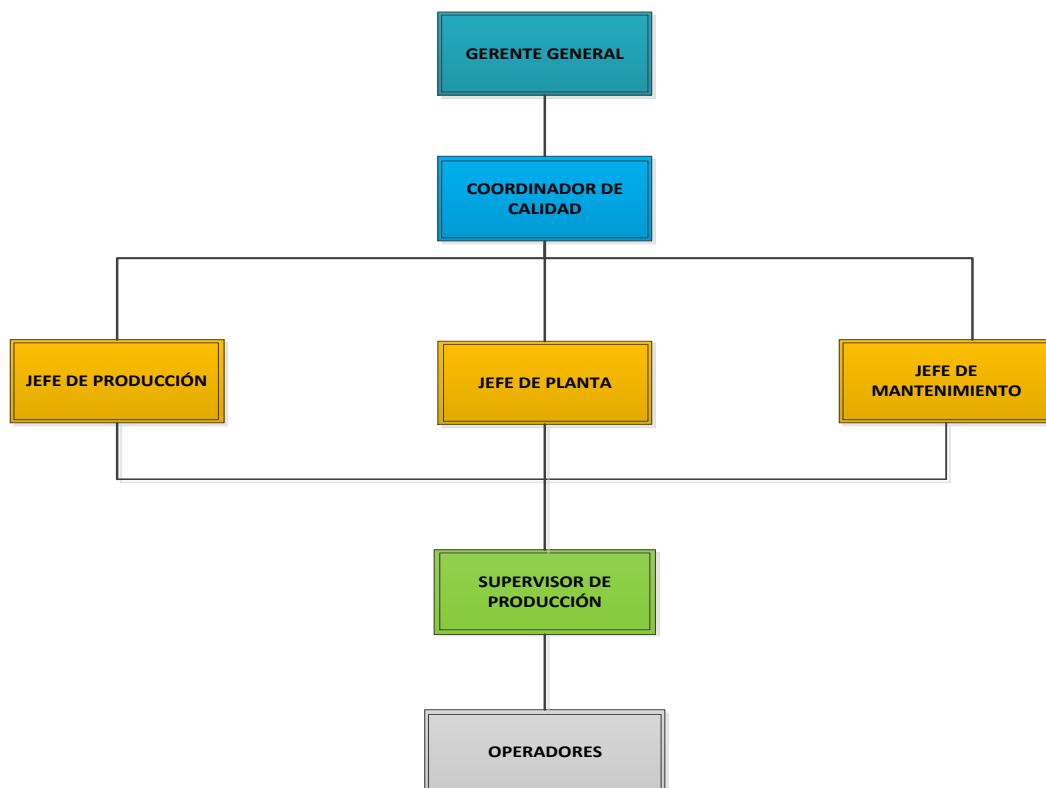 GERENTE GENERAL
COORDINADOR DE
CALIDAD
JEFE DE PRODUCCIÓN
JEFE DE PLANTA
JEFE DE
MANTENIMIENTO
SUPERVISOR DE
PRODUCCIÓN
OPERADORES